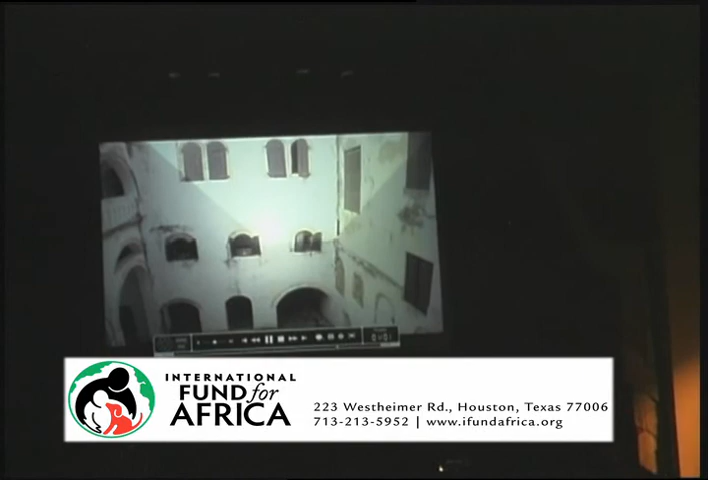 INTERNATIONAL
FUND for
AFRICA
223 Westheimer Rd., Houston, Texas 77006
713-213-5952 | www.ifundafrica.org